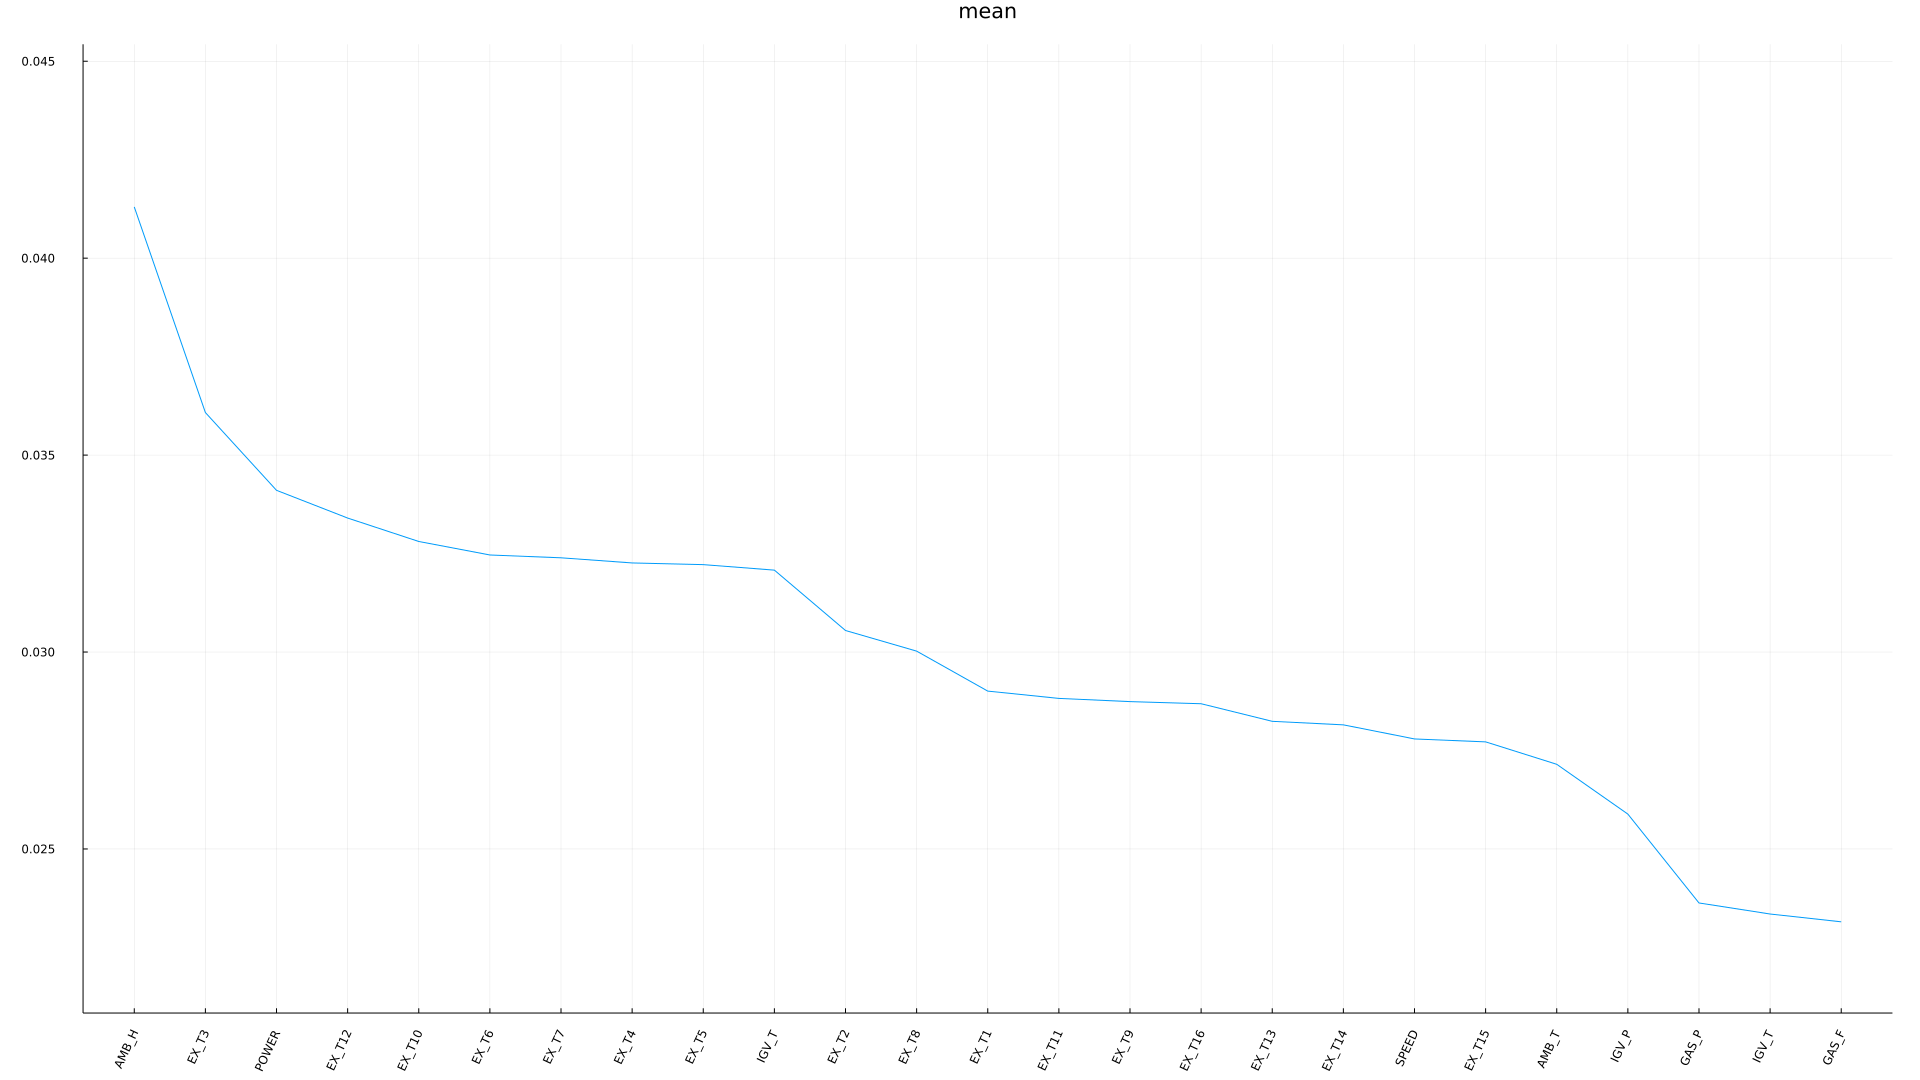 mean
0.045
0.040
0.035
0.030
0.025
AMB_H EX_T3 POWER EX_T12 EX_T10 EX_T6 EX_T7 EX_T4 EX_T5 IGV_T EX_T2 EX_T8 EX_T1 EX_T11 EX_T9 EX_T16 EX_T13 EX_T14 SPEED EX_T15 AMB_T IGV_P GAS_P IGV_T GAS_F